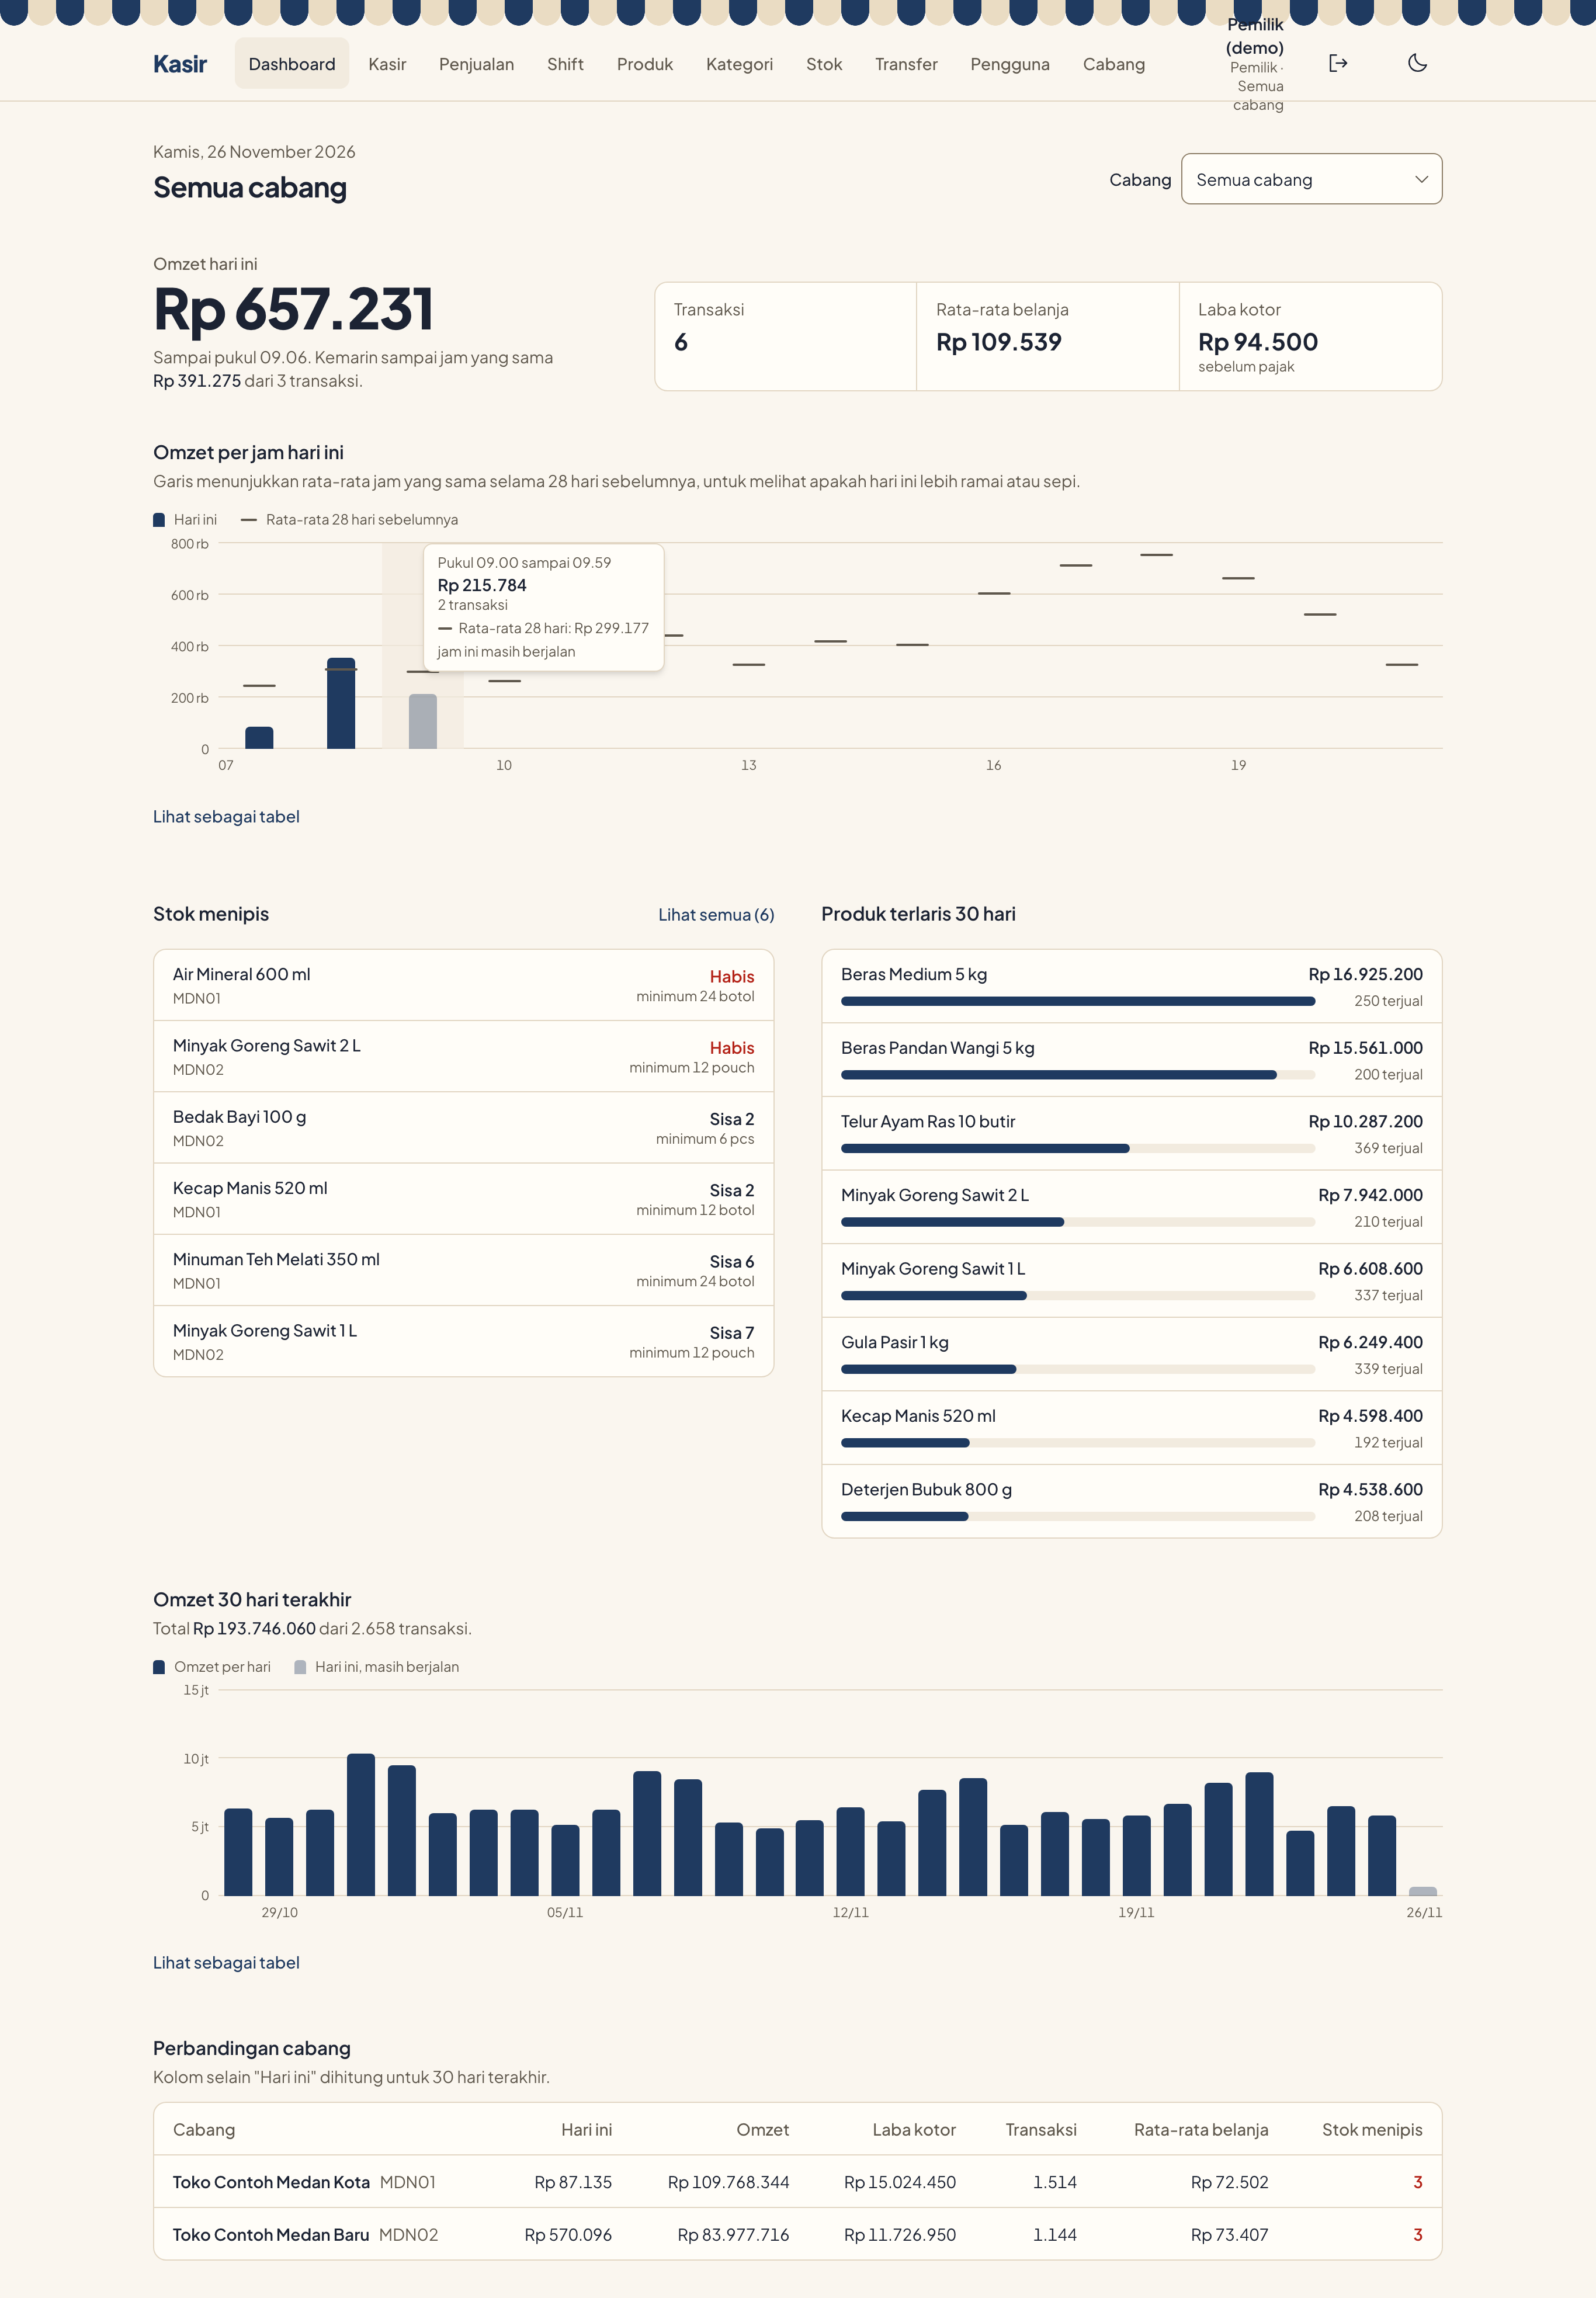 Kasir
Dashboard
Kasir
Penjualan
Shift
Produk
Kategori
Stok
Transfer
Pengguna
Cabang
Pemilik
(demo)
Pemilik ·
Semua
cabang
Kamis, 26 November 2026
Semua cabang
Cabang
Semua cabang
Omzet hari ini
Rp 657.231
Sampai pukul 09.06. Kemarin sampai jam yang sama
Rp 391.275 dari 3 transaksi.
Transaksi
6
Rata-rata belanja
Rp 109.539
Laba kotor
Rp 94.500
sebelum pajak
Omzet per jam hari ini
Garis menunjukkan rata-rata jam yang sama selama 28 hari sebelumnya, untuk melihat apakah hari ini lebih ramai atau sepi.
Hari ini
Rata-rata 28 hari sebelumnya
800 rb
600 rb
400 rb
200 rb
0
Pukul 09.00 sampai 09.59
Rp 215.784
2 transaksi
Rata-rata 28 hari: Rp 299.177
jam ini masih berjalan
07
10
13
16
19
Lihat sebagai tabel
Stok menipis
Lihat semua (6)
Air Mineral 600 ml
MDN01
Habis
minimum 24 botol
Minyak Goreng Sawit 2 L
MDN02
Habis
minimum 12 pouch
Bedak Bayi 100 g
MDN02
Sisa 2
minimum 6 pcs
Kecap Manis 520 ml
MDN01
Sisa 2
minimum 12 botol
Minuman Teh Melati 350 ml
MDN01
Sisa 6
minimum 24 botol
Minyak Goreng Sawit 1 L
MDN02
Sisa 7
minimum 12 pouch
Produk terlaris 30 hari
Beras Medium 5 kg
Rp 16.925.200
250 terjual
Beras Pandan Wangi 5 kg
Rp 15.561.000
200 terjual
Telur Ayam Ras 10 butir
Rp 10.287.200
369 terjual
Minyak Goreng Sawit 2 L
Rp 7.942.000
210 terjual
Minyak Goreng Sawit 1 L
Rp 6.608.600
337 terjual
Gula Pasir 1 kg
Rp 6.249.400
339 terjual
Kecap Manis 520 ml
Rp 4.598.400
192 terjual
Deterjen Bubuk 800 g
Rp 4.538.600
208 terjual
Omzet 30 hari terakhir
Total Rp 193.746.060 dari 2.658 transaksi.
Omzet per hari
Hari ini, masih berjalan
15 jt
10 jt
5 jt
0
29/10
05/11
12/11
19/11
26/11
Lihat sebagai tabel
Perbandingan cabang
Kolom selain "Hari ini" dihitung untuk 30 hari terakhir.
Cabang Hari ini Omzet Laba kotor Transaksi Rata-rata belanja Stok menipis
Toko Contoh Medan Kota MDN01 Rp 87.135 Rp 109.768.344 Rp 15.024.450 1.514 Rp 72.502 3
Toko Contoh Medan Baru MDN02 Rp 570.096 Rp 83.977.716 Rp 11.726.950 1.144 Rp 73.407 3